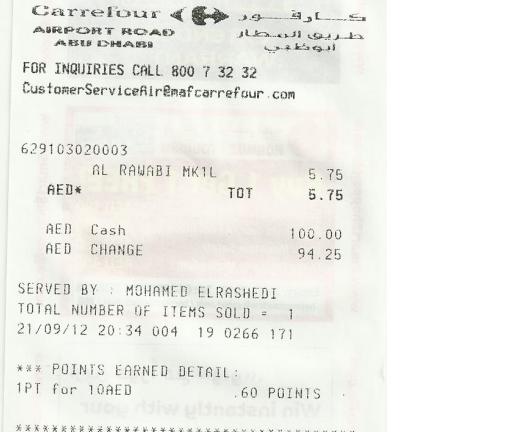 Carrefour كارفور
AIRPORT ROAD طريق المطار
ABU DHABI ابوظبي
FOR INQUIRIES CALL 800 7 32 32
CustomerServiceAir@mafcarrefour.com
629103020003
AL RAWABI MK1L 5.75
AED* TOT 5.75
AED Cash 100.00
AED CHANGE 94.25
SERVED BY : MOHAMED ELRASHEDI
TOTAL NUMBER OF ITEMS SOLD = 1
21/09/12 20:34 004 19 0266 171
*** POINTS EARNED DETAIL:
1PT for 10AED .60 POINTS
******************************************